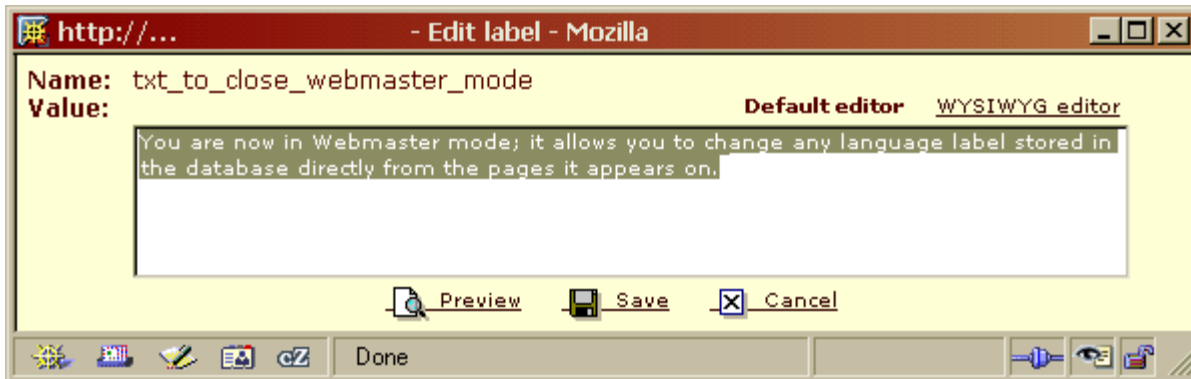 http://... - Edit label - Mozilla
Name: txt_to_close_webmaster_mode
Value:
Default editor WYSIWYG editor
You are now in Webmaster mode; it allows you to change any language label stored in
the database directly from the pages it appears on.
Preview Save Cancel
cZ Done